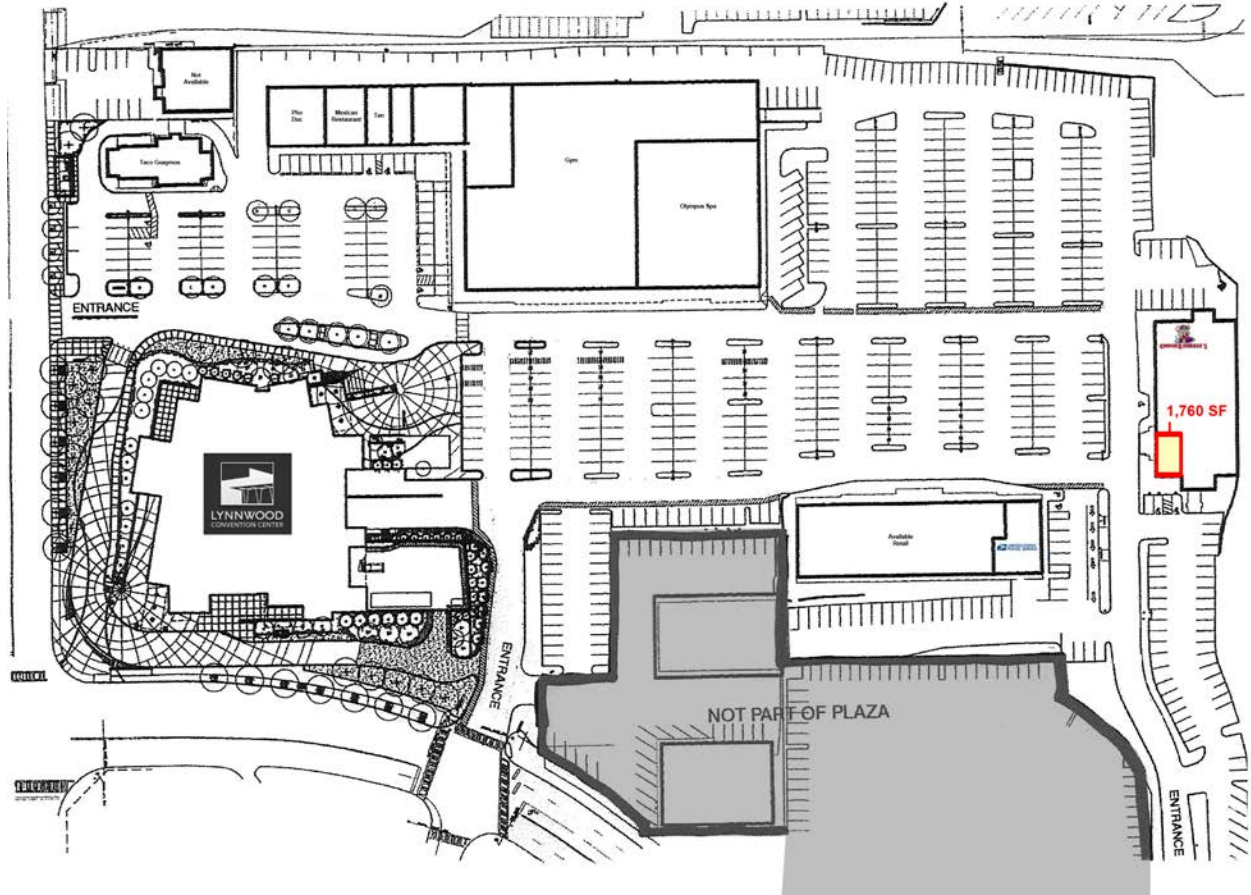 Not
Available
Pho
Duc
Mexican
Restaurant
Tan
Taco Guaymas
Gym
Olympus Spa
ENTRANCE
1,760 SF
LYNNWOOD
CONVENTION CENTER
Available
Retail
ENTRANCE
NOT PART OF PLAZA
ENTRANCE